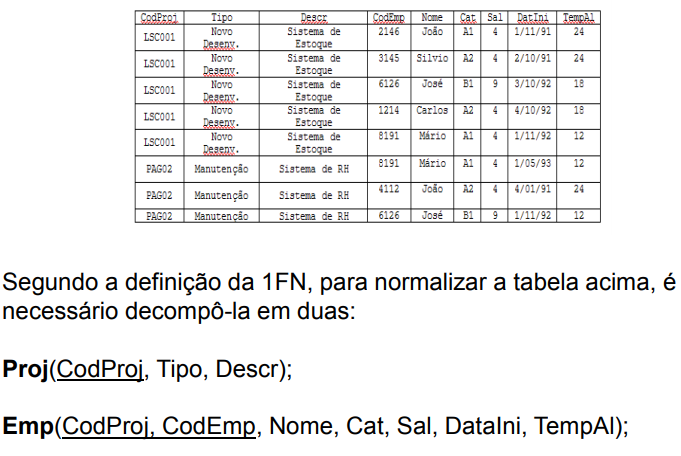 CodProj Tipo Descr CodEmp Nome Cat Sal DatIni TempAl
LSC001 Novo Desenv. Sistema de Estoque 2146 João A1 4 1/11/91 24
LSC001 Novo Desenv. Sistema de Estoque 3145 Silvio A2 4 2/10/91 24
LSC001 Novo Desenv. Sistema de Estoque 6126 José B1 9 3/10/92 18
LSC001 Novo Desenv. Sistema de Estoque 1214 Carlos A2 4 4/10/92 18
LSC001 Novo Desenv. Sistema de Estoque 8191 Mário A1 4 1/11/92 12
PAG02 Manutenção Sistema de RH 8191 Mário A1 4 1/05/93 12
PAG02 Manutenção Sistema de RH 4112 João A2 4 4/01/91 24
PAG02 Manutenção Sistema de RH 6126 José B1 9 1/11/92 12
Segundo a definição da 1FN, para normalizar a tabela acima, é
necessário decompô-la em duas:
Proj(CodProj, Tipo, Descr);
Emp(CodProj, CodEmp, Nome, Cat, Sal, DataIni, TempAl);